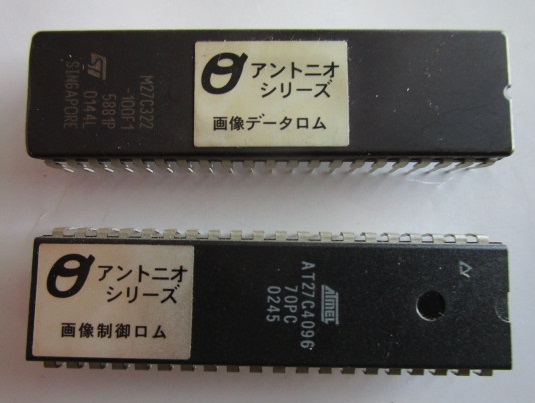 M27C322
-100F1
5881P
0144L
SINGAPORE
アントニオ
シリーズ
画像データロム
アントニオ
シリーズ
画像制御ロム
ATMEL
AT27C4096
70PC
0245